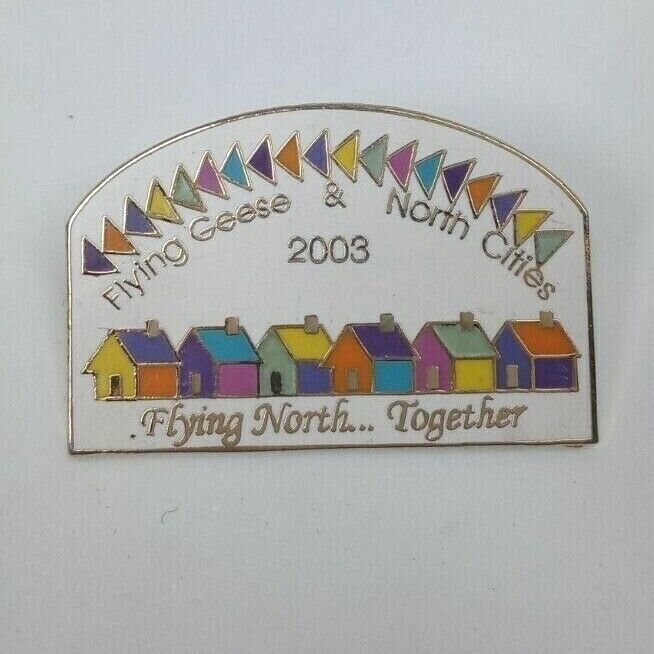 Flying Geese & North Cities
2003
Flying North... Together